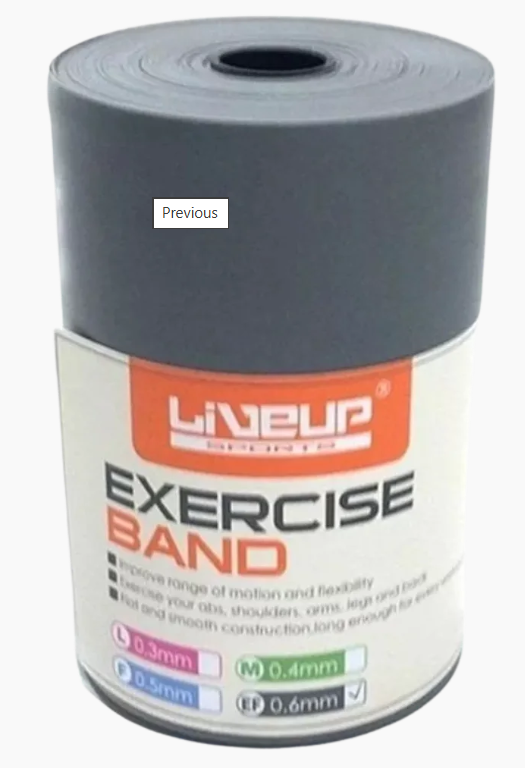 Previous
LiVEUP®
SPORTS
EXERCISE
BAND
Improve range of motion and flexibility
Exercise your abs, shoulders, arms, legs and back
Flat and smooth construction,long enough for every
L 0.3mm
M 0.4mm
F 0.5mm
EF 0.6mm